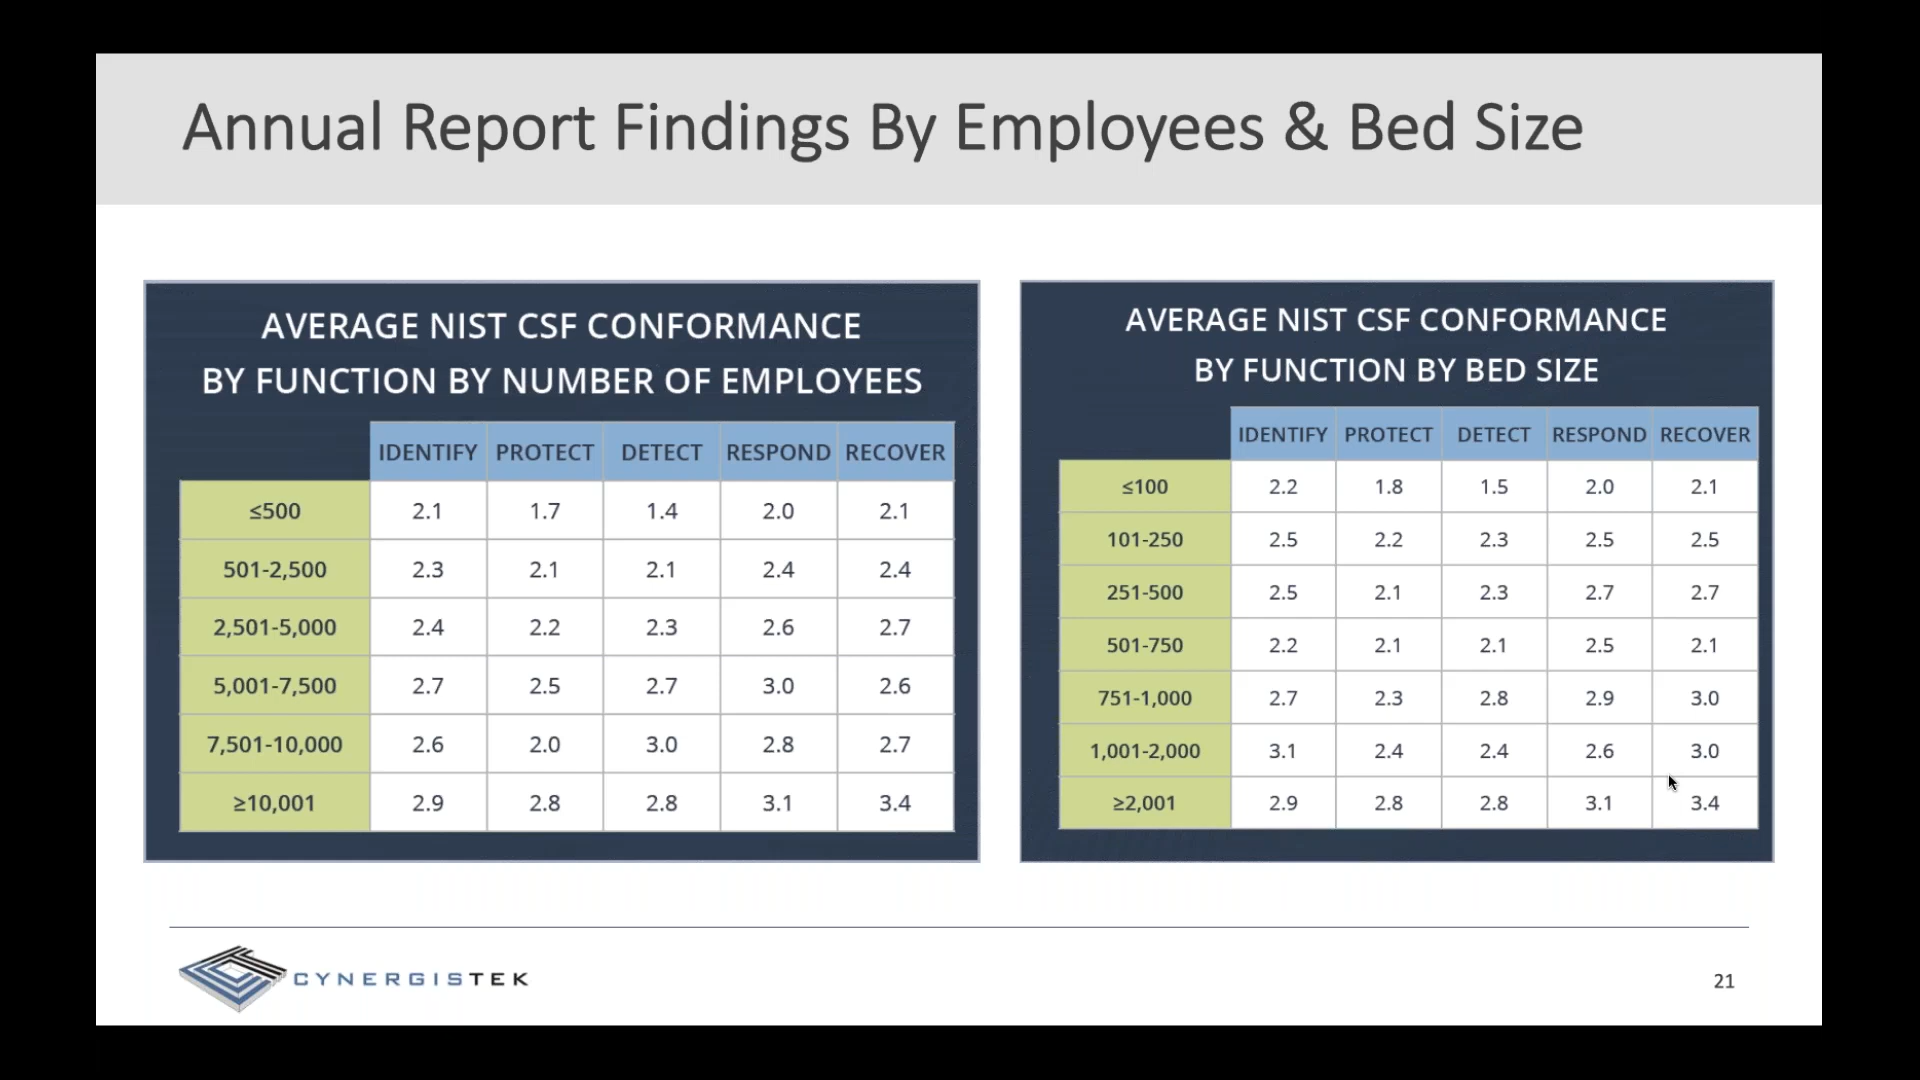 Annual Report Findings By Employees & Bed Size
AVERAGE NIST CSF CONFORMANCE
BY FUNCTION BY NUMBER OF EMPLOYEES
IDENTIFY PROTECT DETECT RESPOND RECOVER
≤500 2.1 1.7 1.4 2.0 2.1
501-2,500 2.3 2.1 2.1 2.4 2.4
2,501-5,000 2.4 2.2 2.3 2.6 2.7
5,001-7,500 2.7 2.5 2.7 3.0 2.6
7,501-10,000 2.6 2.0 3.0 2.8 2.7
≥10,001 2.9 2.8 2.8 3.1 3.4
AVERAGE NIST CSF CONFORMANCE
BY FUNCTION BY BED SIZE
IDENTIFY PROTECT DETECT RESPOND RECOVER
≤100 2.2 1.8 1.5 2.0 2.1
101-250 2.5 2.2 2.3 2.5 2.5
251-500 2.5 2.1 2.3 2.7 2.7
501-750 2.2 2.1 2.1 2.5 2.1
751-1,000 2.7 2.3 2.8 2.9 3.0
1,001-2,000 3.1 2.4 2.4 2.6 3.0
≥2,001 2.9 2.8 2.8 3.1 3.4
CYNERGISTEK
21